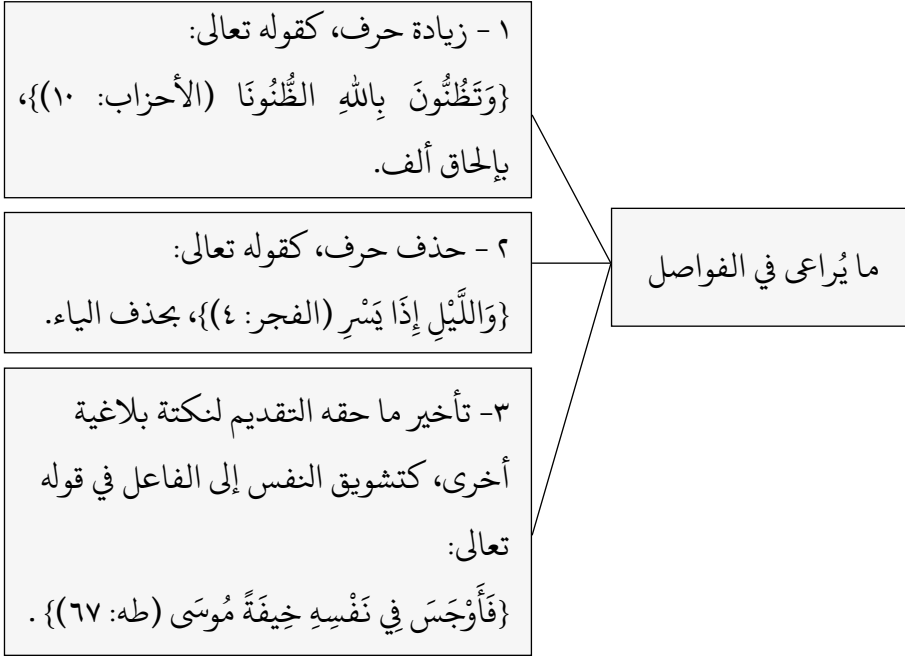 ما يُراعى في الفواصل
١ - زيادة حرف، كقوله تعالى:
{وَتَظُنُّونَ بِاللهِ الظُّنُونَا (الأحزاب: ١٠)}،
بإلحاق ألف.
٢ - حذف حرف، كقوله تعالى:
{وَاللَّيْلِ إِذَا يَسْرِ (الفجر: ٤)}، بحذف الياء.
٣- تأخير ما حقه التقديم لنكتة بلاغية
أخرى، كتشويق النفس إلى الفاعل في قوله
تعالى:
{فَأَوْجَسَ فِي نَفْسِهِ خِيفَةً مُوسَى (طه: ٦٧)} .